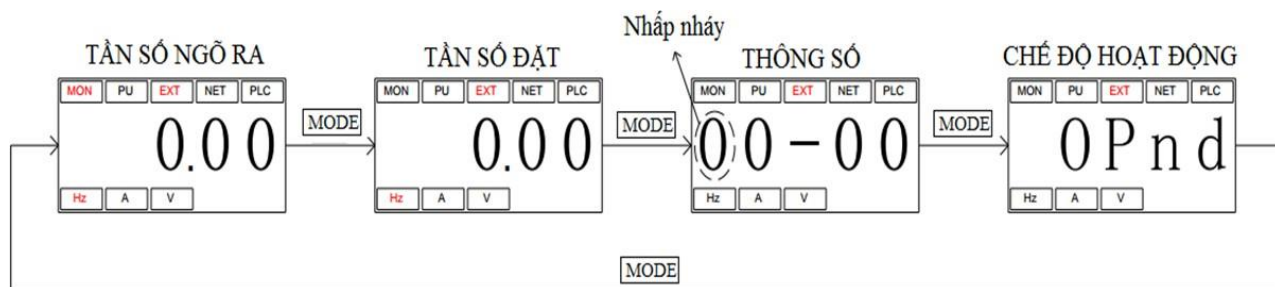 Nhấp nháy
TẦN SỐ NGÕ RA
MON PU EXT NET PLC
0.00
Hz A V
MODE
TẦN SỐ ĐẶT
MON PU EXT NET PLC
0.00
Hz A V
MODE
THÔNG SỐ
MON PU EXT NET PLC
00-00
Hz A V
MODE
CHẾ ĐỘ HOẠT ĐỘNG
MON PU EXT NET PLC
0Pnd
Hz A V
MODE